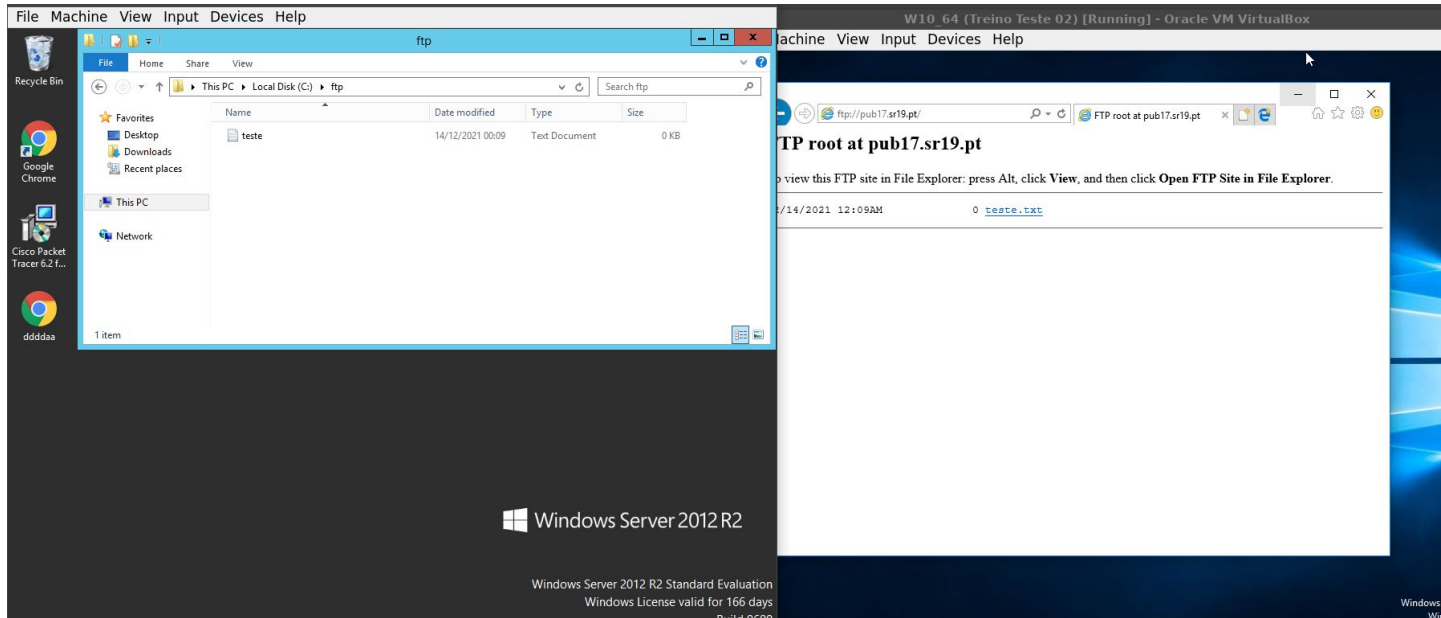 File Machine View Input Devices Help
ftp
File Home Share View
This PC Local Disk (C:) ftp
Search ftp
Name Date modified Type Size
teste 14/12/2021 00:09 Text Document 0 KB
Favorites
Desktop
Downloads
Recent places
This PC
Network
1 item
Recycle Bin
Google
Chrome
Cisco Packet
Tracer 6.2 f...
ddddaa
Windows Server 2012 R2
Windows Server 2012 R2 Standard Evaluation
Windows License valid for 166 days
Build 9600
W10_64 (Treino Teste 02) [Running] - Oracle VM VirtualBox
achine View Input Devices Help
ftp://pub17.sr19.pt/
FTP root at pub17.sr19.pt
TP root at pub17.sr19.pt
o view this FTP site in File Explorer: press Alt, click View, and then click Open FTP Site in File Explorer.
2/14/2021 12:09AM 0 teste.txt
Windows